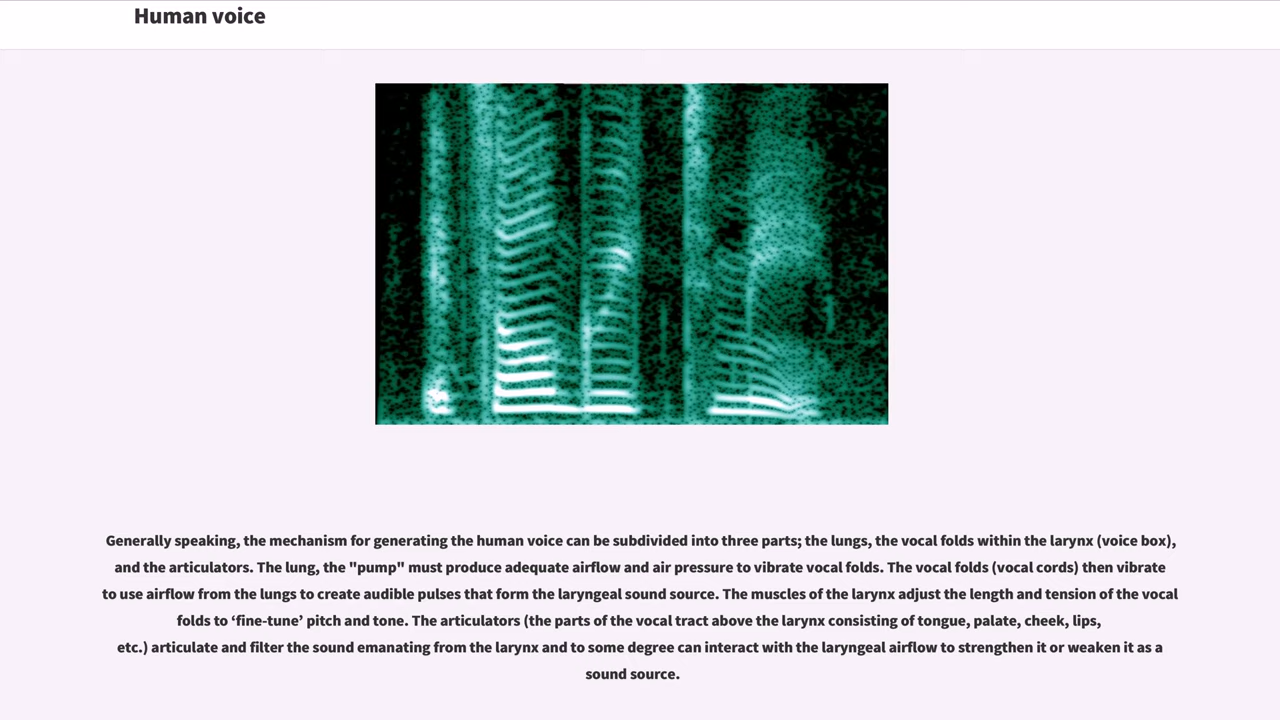 Human voice
Generally speaking, the mechanism for generating the human voice can be subdivided into three parts; the lungs, the vocal folds within the larynx (voice box),
and the articulators. The lung, the "pump" must produce adequate airflow and air pressure to vibrate vocal folds. The vocal folds (vocal cords) then vibrate
to use airflow from the lungs to create audible pulses that form the laryngeal sound source. The muscles of the larynx adjust the length and tension of the vocal
folds to ‘fine-tune’ pitch and tone. The articulators (the parts of the vocal tract above the larynx consisting of tongue, palate, cheek, lips,
etc.) articulate and filter the sound emanating from the larynx and to some degree can interact with the laryngeal airflow to strengthen it or weaken it as a
sound source.